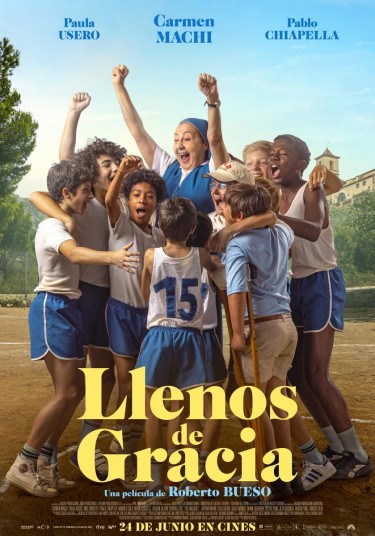 Paula
USERO
Carmen
MACHI
Pablo
CHIAPELLA
15
Llenos
de
Gracia
Una película de Roberto BUESO
24 DE JUNIO EN CINES